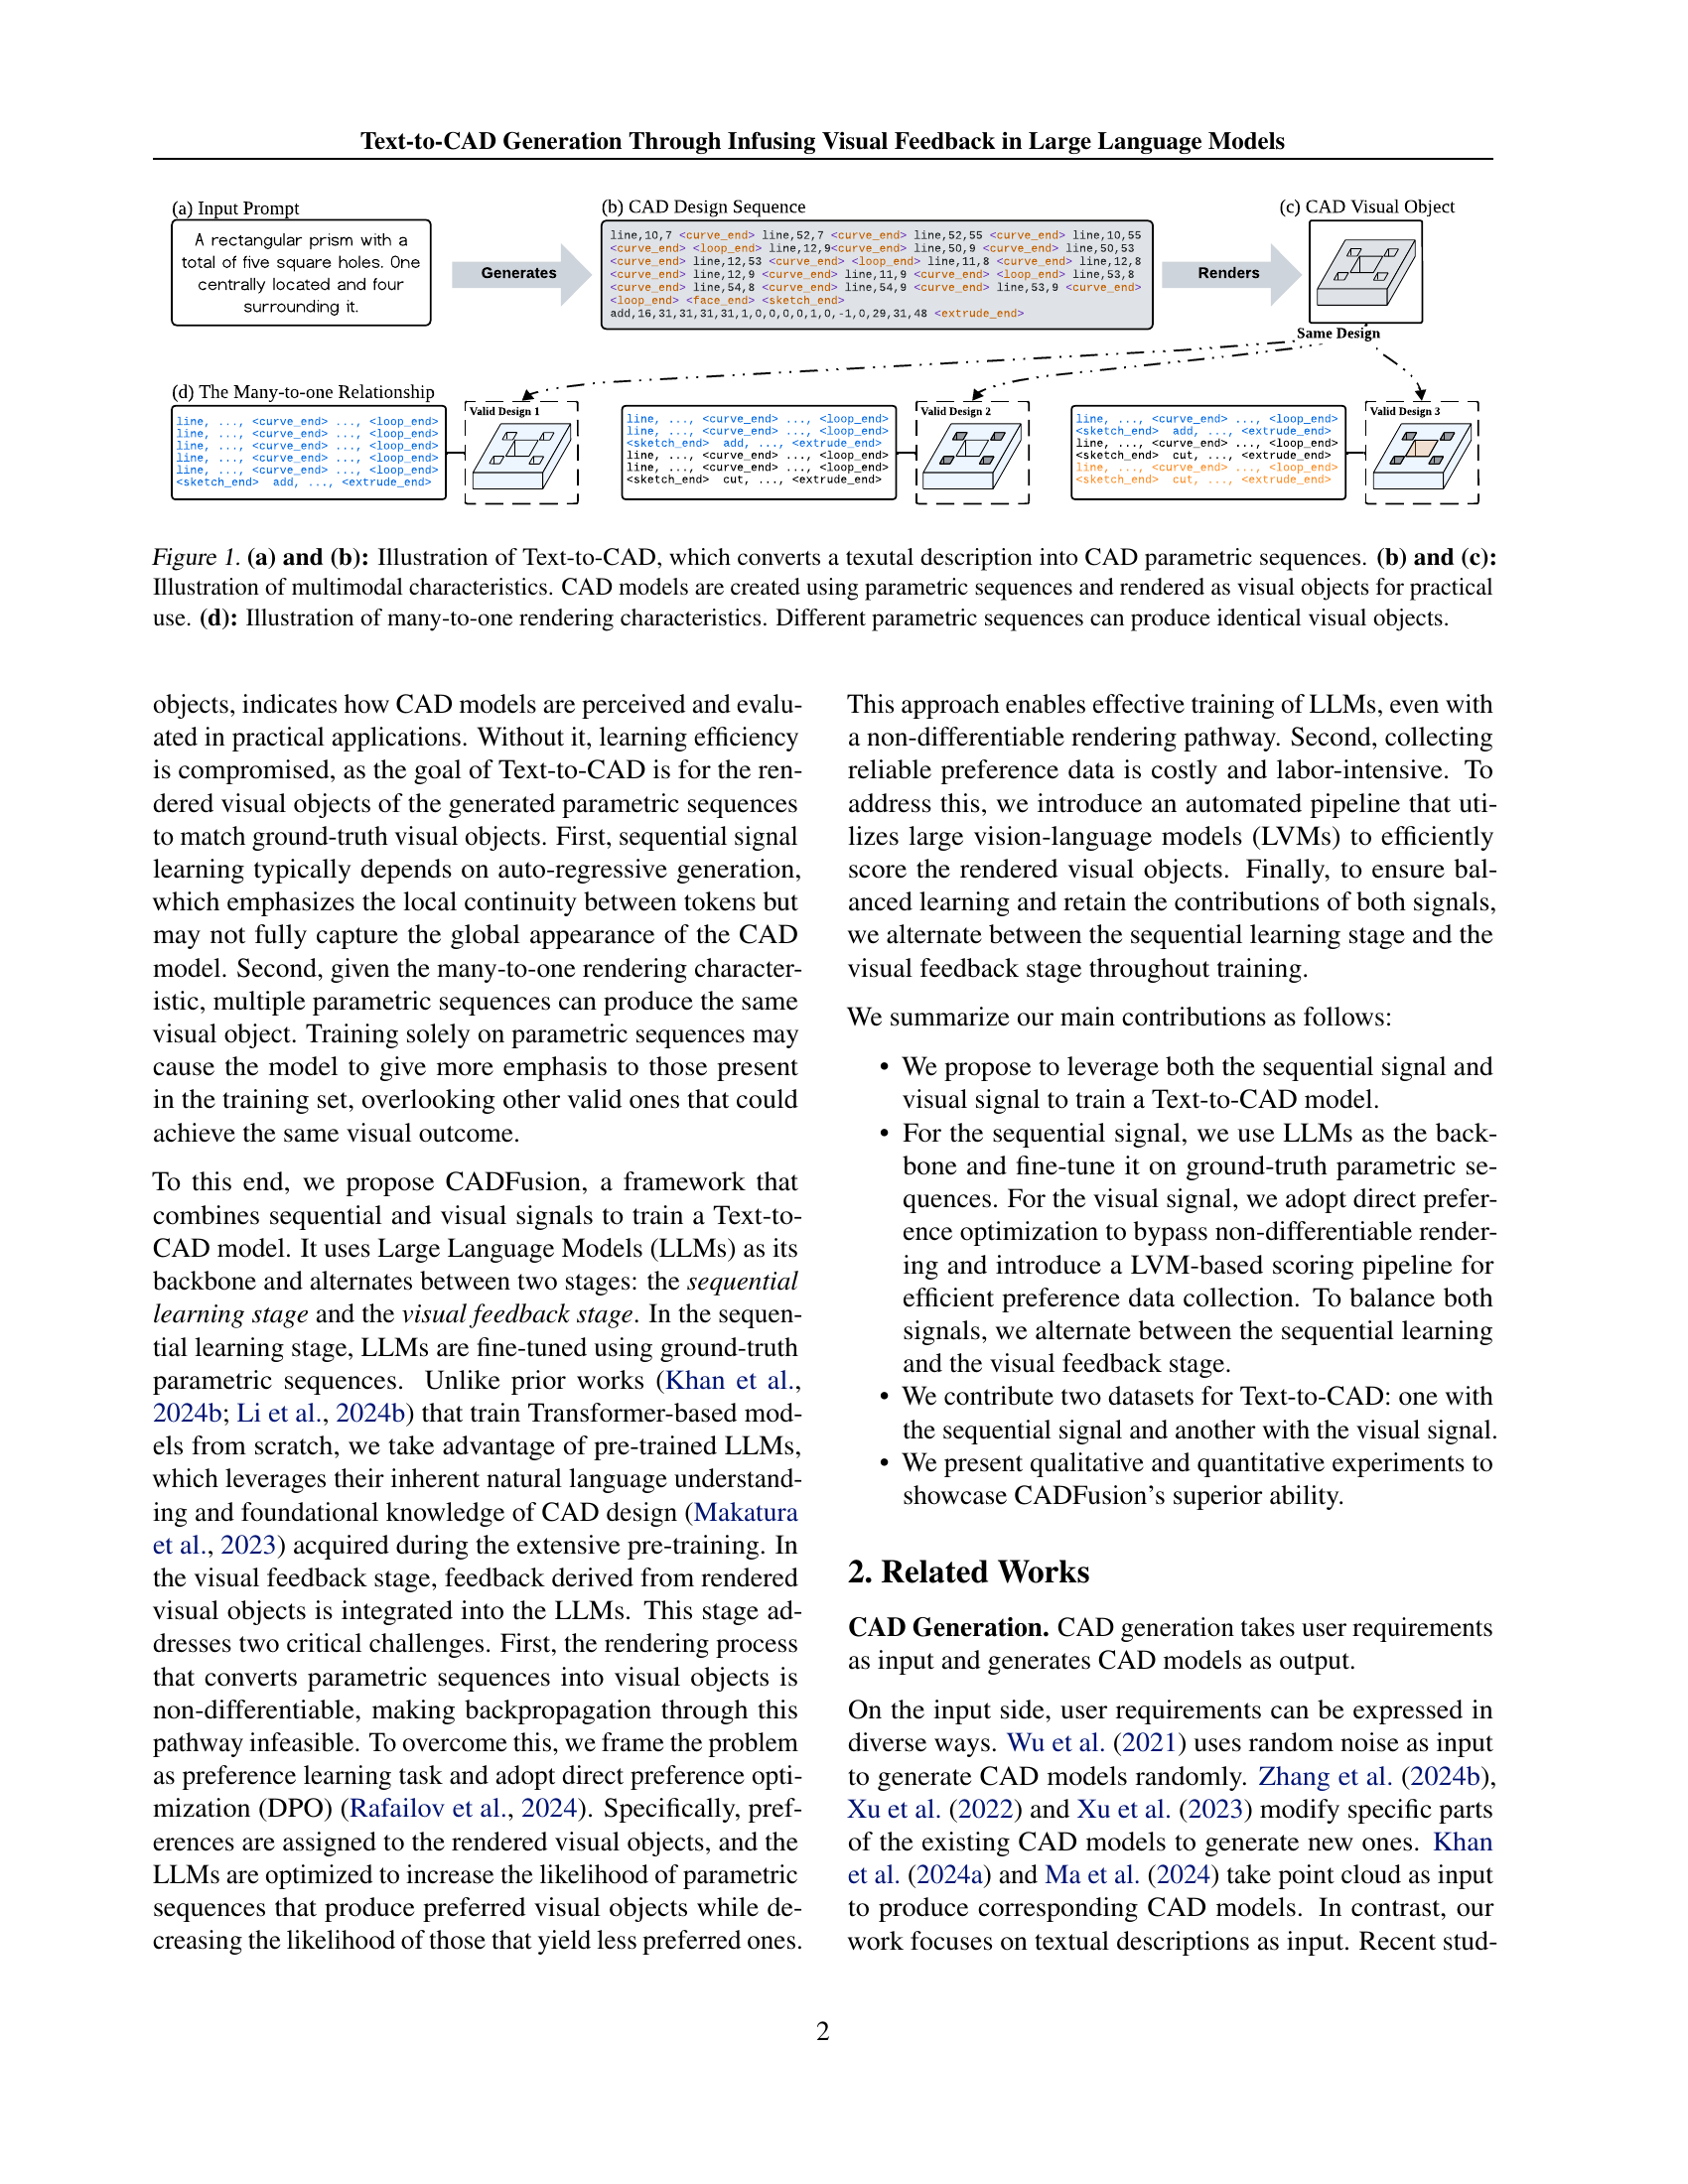 Text-to-CAD Generation Through Infusing Visual Feedback in Large Language Models
(a) Input Prompt
A rectangular prism with a
total of five square holes. One
centrally located and four
surrounding it.
Generates
(b) CAD Design Sequence
line,10,7 <curve_end> line,52,7 <curve_end> line,52,55 <curve_end> line,10,55
<curve_end> <loop_end> line,12,9<curve_end> line,50,9 <curve_end> line,50,53
<curve_end> line,12,53 <curve_end> <loop_end> line,11,8 <curve_end> line,12,8
<curve_end> line,12,9 <curve_end> line,11,9 <curve_end> <loop_end> line,53,8
<curve_end> line,54,8 <curve_end> line,54,9 <curve_end> line,53,9 <curve_end>
<loop_end> <face_end> <sketch_end>
add,16,31,31,31,31,1,0,0,0,0,1,0,-1,0,29,31,48 <extrude_end>
Renders
(c) CAD Visual Object
Same Design
(d) The Many-to-one Relationship
line, ..., <curve_end> ..., <loop_end>
line, ..., <curve_end> ..., <loop_end>
line, ..., <curve_end> ..., <loop_end>
line, ..., <curve_end> ..., <loop_end>
line, ..., <curve_end> ..., <loop_end>
<sketch_end> add, ..., <extrude_end>
Valid Design 1
line, ..., <curve_end> ..., <loop_end>
line, ..., <curve_end> ..., <loop_end>
<sketch_end> add, ..., <extrude_end>
line, ..., <curve_end> ..., <loop_end>
line, ..., <curve_end> ..., <loop_end>
<sketch_end> cut, ..., <extrude_end>
Valid Design 2
line, ..., <curve_end> ..., <loop_end>
<sketch_end> add, ..., <extrude_end>
line, ..., <curve_end> ..., <loop_end>
<sketch_end> cut, ..., <extrude_end>
line, ..., <curve_end> ..., <loop_end>
<sketch_end> cut, ..., <extrude_end>
Valid Design 3
Figure 1. (a) and (b): Illustration of Text-to-CAD, which converts a texutal description into CAD parametric sequences. (b) and (c):
Illustration of multimodal characteristics. CAD models are created using parametric sequences and rendered as visual objects for practical
use. (d): Illustration of many-to-one rendering characteristics. Different parametric sequences can produce identical visual objects.
objects, indicates how CAD models are perceived and evalu-
ated in practical applications. Without it, learning efficiency
is compromised, as the goal of Text-to-CAD is for the ren-
dered visual objects of the generated parametric sequences
to match ground-truth visual objects. First, sequential signal
learning typically depends on auto-regressive generation,
which emphasizes the local continuity between tokens but
may not fully capture the global appearance of the CAD
model. Second, given the many-to-one rendering character-
istic, multiple parametric sequences can produce the same
visual object. Training solely on parametric sequences may
cause the model to give more emphasis to those present
in the training set, overlooking other valid ones that could
achieve the same visual outcome.
To this end, we propose CADFusion, a framework that
combines sequential and visual signals to train a Text-to-
CAD model. It uses Large Language Models (LLMs) as its
backbone and alternates between two stages: the sequential
learning stage and the visual feedback stage. In the sequen-
tial learning stage, LLMs are fine-tuned using ground-truth
parametric sequences. Unlike prior works (Khan et al.,
2024b; Li et al., 2024b) that train Transformer-based mod-
els from scratch, we take advantage of pre-trained LLMs,
which leverages their inherent natural language understand-
ing and foundational knowledge of CAD design (Makatura
et al., 2023) acquired during the extensive pre-training. In
the visual feedback stage, feedback derived from rendered
visual objects is integrated into the LLMs. This stage ad-
dresses two critical challenges. First, the rendering process
that converts parametric sequences into visual objects is
non-differentiable, making backpropagation through this
pathway infeasible. To overcome this, we frame the problem
as preference learning task and adopt direct preference opti-
mization (DPO) (Rafailov et al., 2024). Specifically, pref-
erences are assigned to the rendered visual objects, and the
LLMs are optimized to increase the likelihood of parametric
sequences that produce preferred visual objects while de-
creasing the likelihood of those that yield less preferred ones.
This approach enables effective training of LLMs, even with
a non-differentiable rendering pathway. Second, collecting
reliable preference data is costly and labor-intensive. To
address this, we introduce an automated pipeline that uti-
lizes large vision-language models (LVMs) to efficiently
score the rendered visual objects. Finally, to ensure bal-
anced learning and retain the contributions of both signals,
we alternate between the sequential learning stage and the
visual feedback stage throughout training.
We summarize our main contributions as follows:
• We propose to leverage both the sequential signal and
visual signal to train a Text-to-CAD model.
• For the sequential signal, we use LLMs as the back-
bone and fine-tune it on ground-truth parametric se-
quences. For the visual signal, we adopt direct prefer-
ence optimization to bypass non-differentiable render-
ing and introduce a LVM-based scoring pipeline for
efficient preference data collection. To balance both
signals, we alternate between the sequential learning
and the visual feedback stage.
• We contribute two datasets for Text-to-CAD: one with
the sequential signal and another with the visual signal.
• We present qualitative and quantitative experiments to
showcase CADFusion's superior ability.
2. Related Works
CAD Generation. CAD generation takes user requirements
as input and generates CAD models as output.
On the input side, user requirements can be expressed in
diverse ways. Wu et al. (2021) uses random noise as input
to generate CAD models randomly. Zhang et al. (2024b),
Xu et al. (2022) and Xu et al. (2023) modify specific parts
of the existing CAD models to generate new ones. Khan
et al. (2024a) and Ma et al. (2024) take point cloud as input
to produce corresponding CAD models. In contrast, our
work focuses on textual descriptions as input. Recent stud-
2